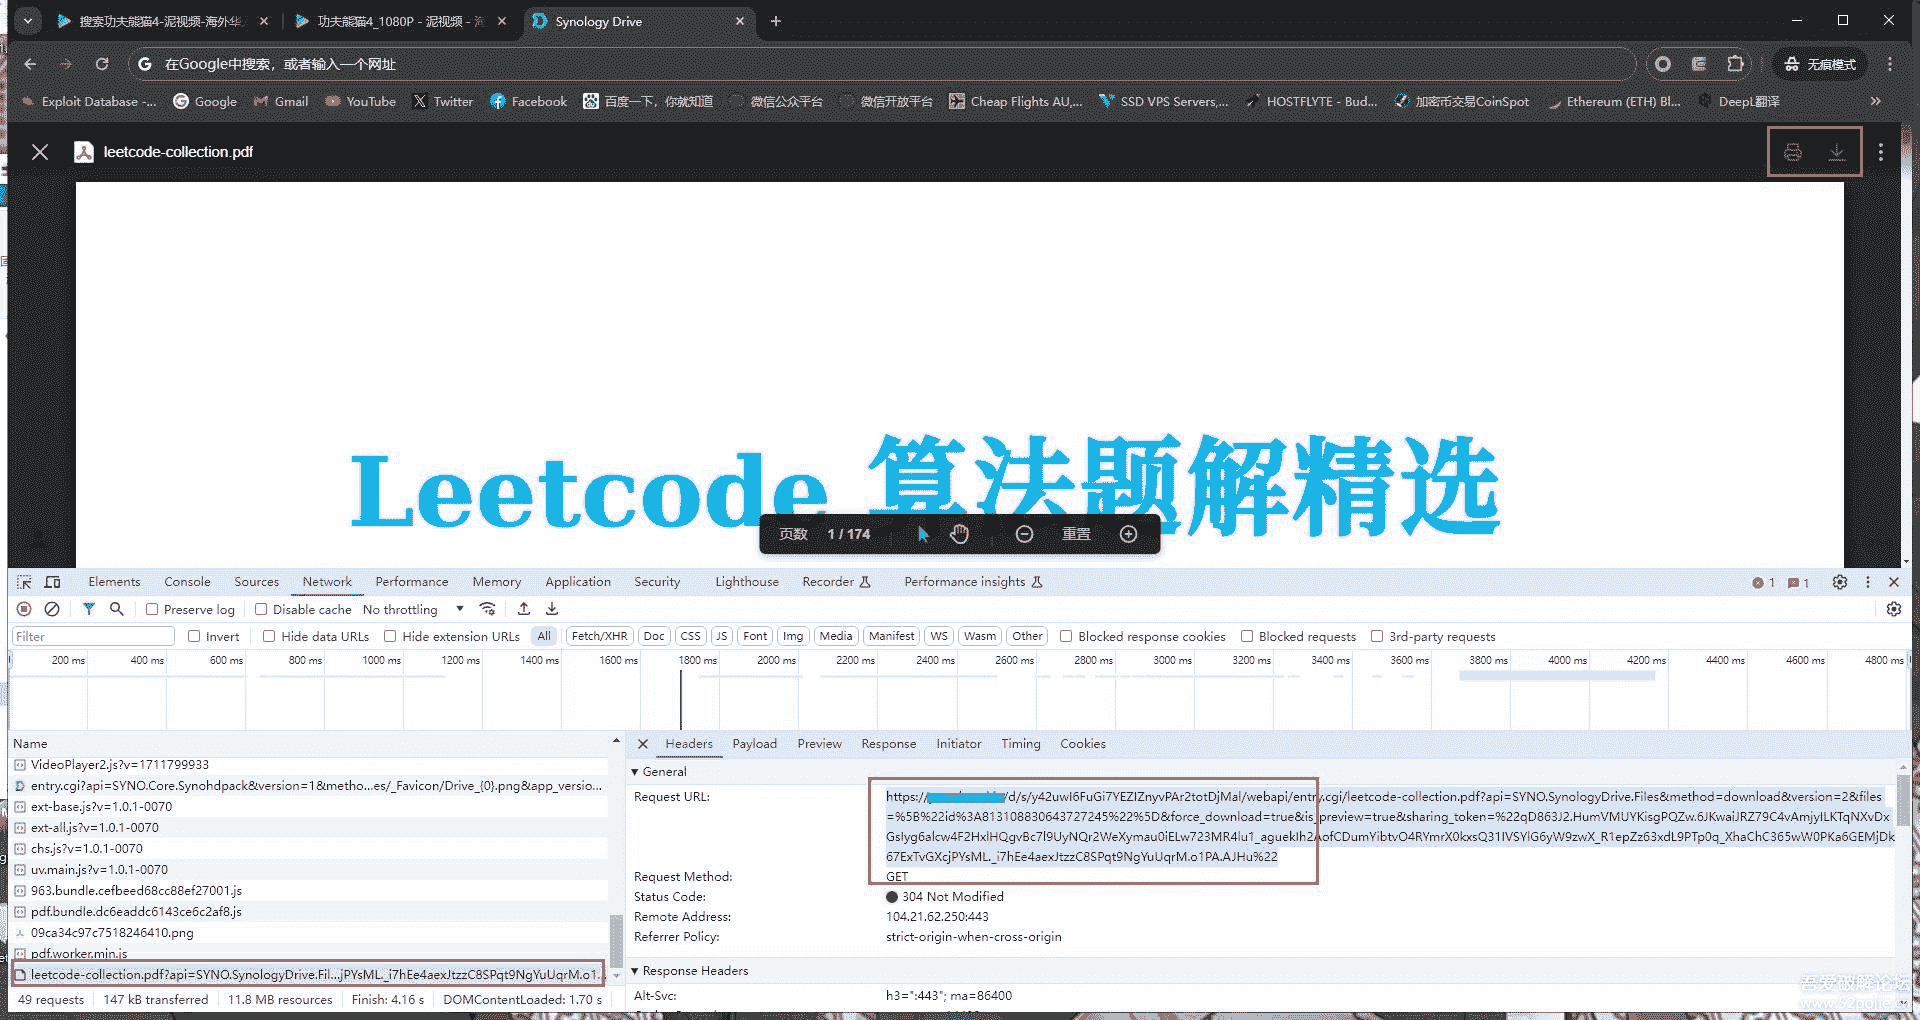 搜索功夫能猫4-泥视频-海外华人
功夫能猫4_1080P - 泥视频 - 海
Synology Drive
在Google中搜索，或者输入一个网址
无痕模式
Exploit Database -...
Google
Gmail
YouTube
Twitter
Facebook
百度一下，你就知道
微信公众平台
微信开放平台
Cheap Flights AU,...
SSD VPS Servers,...
HOSTFLYTE - Bud...
加密币交易CoinSpot
Ethereum (ETH) Bl...
DeepL翻译
leetcode-collection.pdf
Leetcode 算法题解精选
页数 1 / 174 重置
Elements Console Sources Network Performance Memory Application Security Lighthouse Recorder Performance insights 1 1
Preserve log Disable cache No throttling
Filter Invert Hide data URLs Hide extension URLs All Fetch/XHR Doc CSS JS Font Img Media Manifest WS Wasm Other Blocked response cookies Blocked requests 3rd-party requests
200 ms 400 ms 600 ms 800 ms 1000 ms 1200 ms 1400 ms 1600 ms 1800 ms 2000 ms 2200 ms 2400 ms 2600 ms 2800 ms 3000 ms 3200 ms 3400 ms 3600 ms 3800 ms 4000 ms 4200 ms 4400 ms 4600 ms 4800 ms
Name
VideoPlayer2.js?v=1711799933
entry.cgi?api=SYNO.Core.Synohdpack&version=1&metho...es/_Favicon/Drive_{0}.png&app_versio...
ext-base.js?v=1.0.1-0070
ext-all.js?v=1.0.1-0070
chs.js?v=1.0.1-0070
uv.main.js?v=1.0.1-0070
963.bundle.cefbeed68cc88ef27001.js
pdf.bundle.dc6eaddc6143ce6c2af8.js
09ca34c97c7518246410.png
pdf.worker.min.js
leetcode-collection.pdf?api=SYNO.SynologyDrive.Fil...jPYsML._i7hEe4aexJtzzC8SPqt9NgYuUqrM.o1...
49 requests 147 kB transferred 11.8 MB resources Finish: 4.16 s DOMContentLoaded: 1.70 s
Headers Payload Preview Response Initiator Timing Cookies
General
Request URL:
https:// /d/s/y42uwI6FuGi7YEZIZnyvPAr2totDjMal/webapi/entry.cgi/leetcode-collection.pdf?api=SYNO.SynologyDrive.Files&method=download&version=2&files
=%5B%22id%3A813108830643727245%22%5D&force_download=true&is_preview=true&sharing_token=%22qD863J2.HumVMUYKisgPQZw.6JKwaiJRZ79C4vAmjyILKTqNXvDx
GsIyg6alcw4F2HxlHQgvBc7l9UyNQr2WeXymau0iELw723MR4lu1_aguekIh2AofCDumYibtvO4RYmrX0kxsQ31IVSYlG6yW9zwX_R1epZz63xdL9PTp0q_XhaChC365wW0PKa6GEMjDk
67ExTvGXcjPYsML._i7hEe4aexJtzzC8SPqt9NgYuUqrM.o1PA.AJHu%22
Request Method:
GET
Status Code:
304 Not Modified
Remote Address:
104.21.62.250:443
Referrer Policy:
strict-origin-when-cross-origin
Response Headers
Alt-Svc:
h3=":443"; ma=86400
吾爱破解论坛
www.52pojie.cn